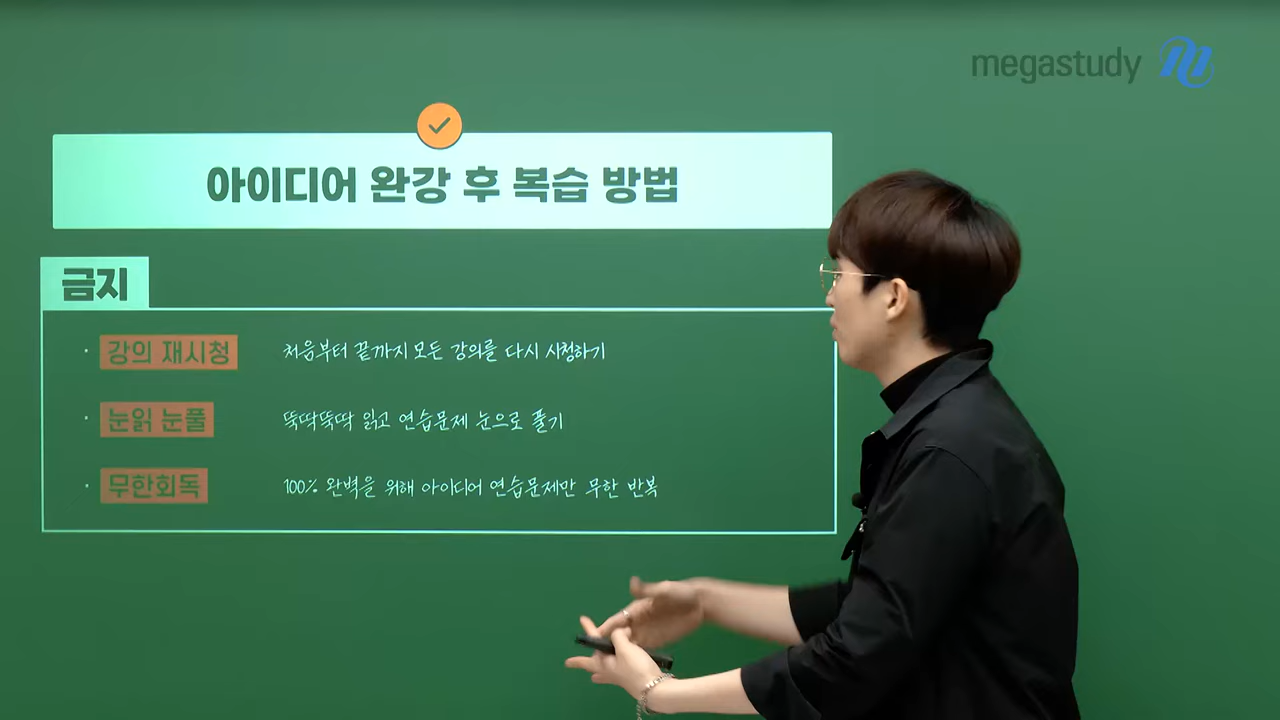 megastudy
아이디어 완강 후 복습 방법
금지
· 강의 재시청 처음부터 끝까지 모든 강의를 다시 시청하기
· 눈읽 눈풀 뚝딱뚝딱 읽고 연습문제 눈으로 풀기
· 무한회독 100% 완벽을 위해 아이디어 연습문제만 무한 반복